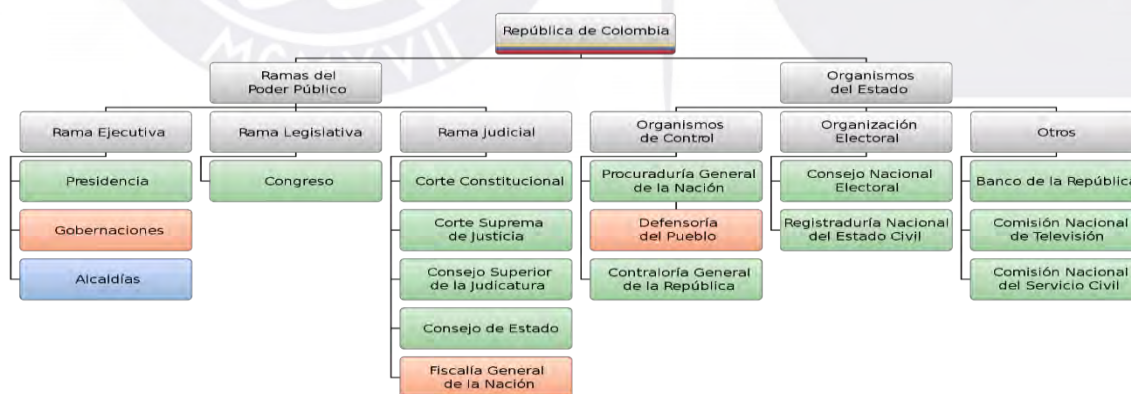 República de Colombia
Ramas del
Poder Público
Organismos
del Estado
Rama Ejecutiva
Rama Legislativa
Rama Judicial
Organismos
de Control
Organización
Electoral
Otros
Presidencia
Gobernaciones
Alcaldías
Congreso
Corte Constitucional
Corte Suprema
de Justicia
Consejo Superior
de la Judicatura
Consejo de Estado
Fiscalía General
de la Nación
Procuraduría General
de la Nación
Defensoría
del Pueblo
Contraloría General
de la República
Consejo Nacional
Electoral
Registraduría Nacional
del Estado Civil
Banco de la República
Comisión Nacional
de Televisión
Comisión Nacional
del Servicio Civil